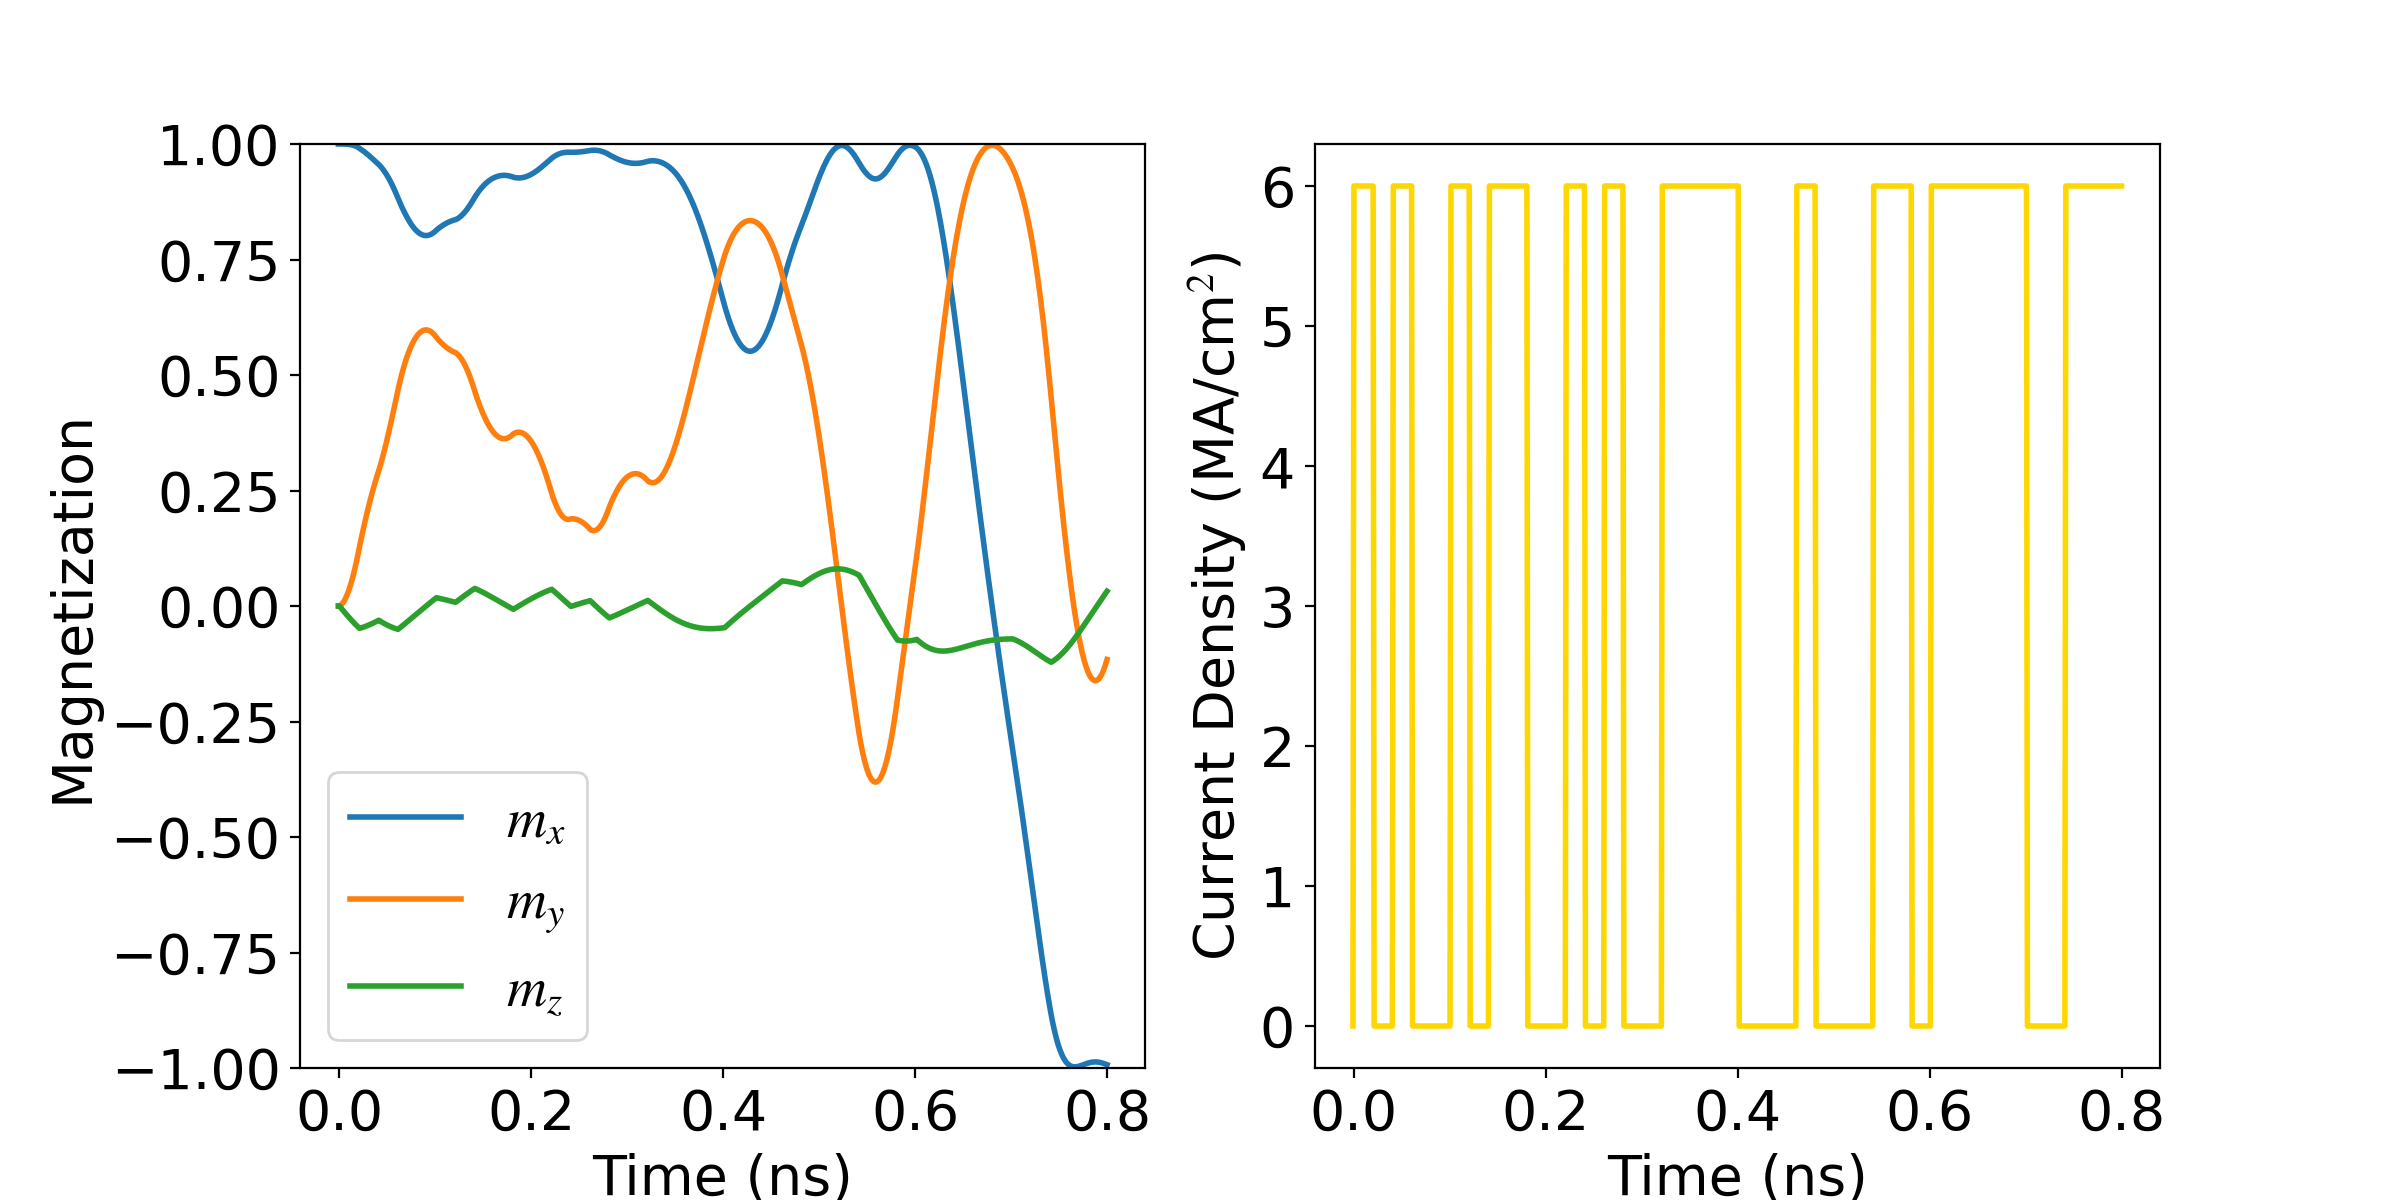 Magnetization
1.00
0.75
0.50
0.25
0.00
−0.25
−0.50
−0.75
−1.00
m_x
m_y
m_z
0.0 0.2 0.4 0.6 0.8
Time (ns)
Current Density (MA/cm²)
6
5
4
3
2
1
0
0.0 0.2 0.4 0.6 0.8
Time (ns)